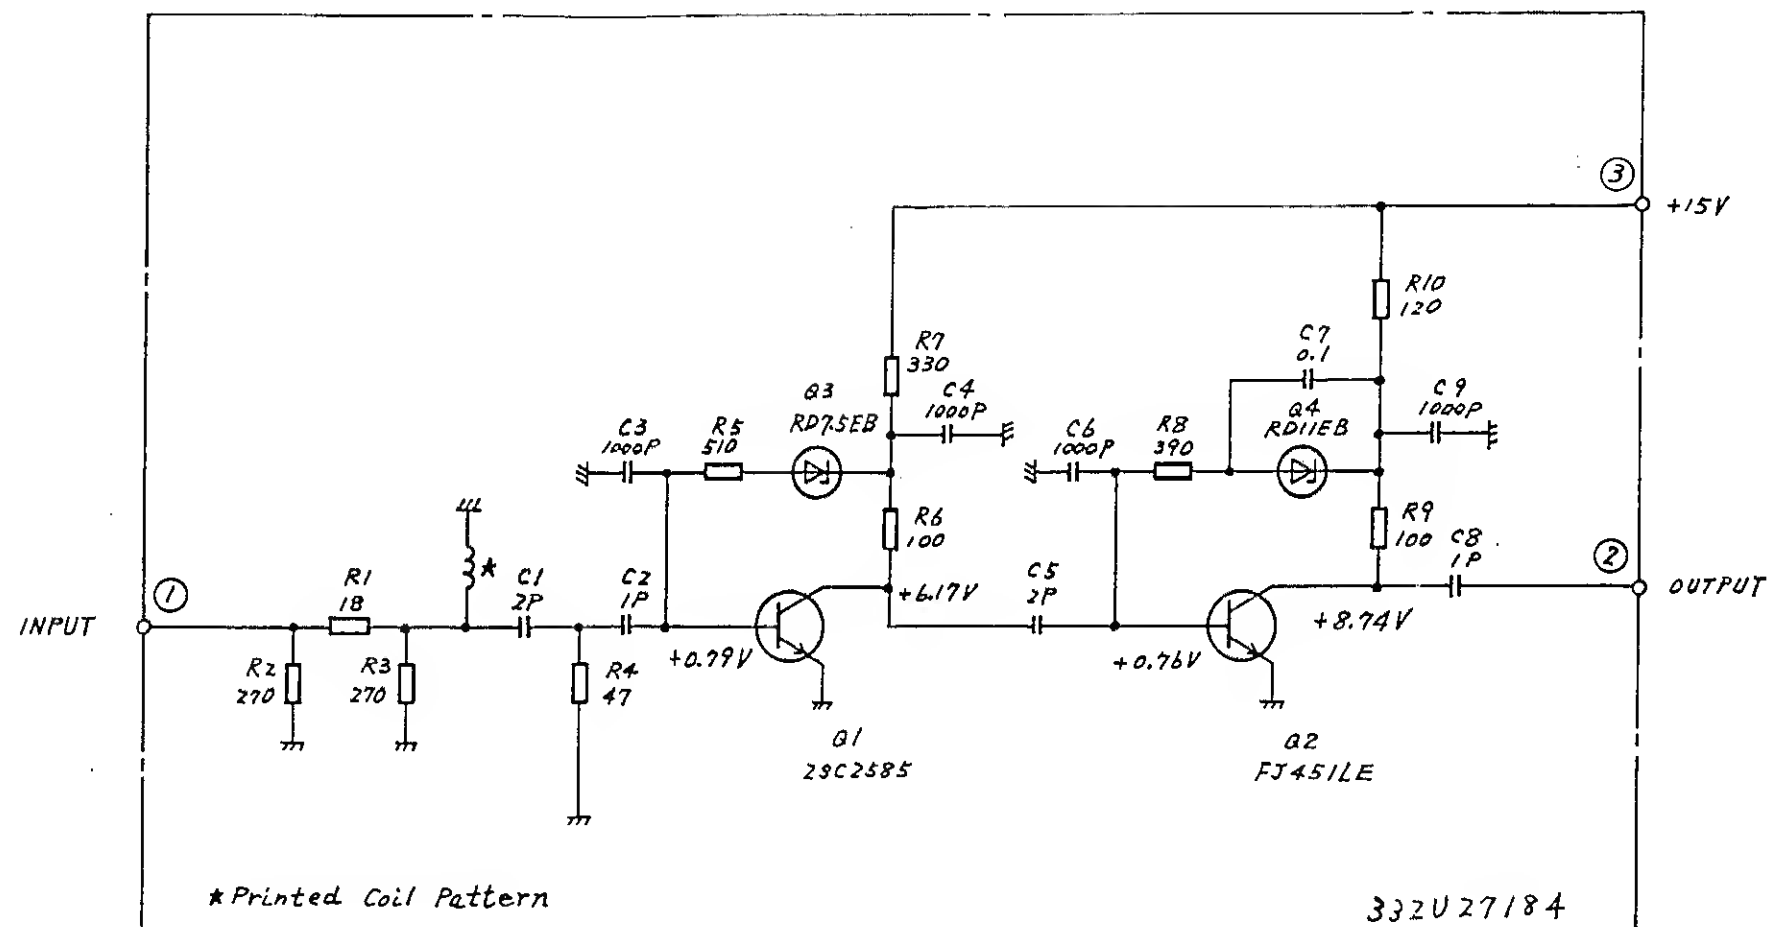 3
+15V
R10
120
R7
330
C7
0.1
Q3
RD7.5EB
C4
1000P
Q4
RD11EB
C9
1000P
C3
1000P
R5
510
C6
1000P
R8
390
R6
100
R9
100
C8
1P
2
OUTPUT
1
INPUT
R1
18
*
C1
2P
C2
1P
+6.17V
C5
2P
+8.74V
R2
270
R3
270
R4
47
+0.79V
+0.76V
Q1
2SC2585
Q2
FJ451LE
*Printed Coil Pattern
332U27184